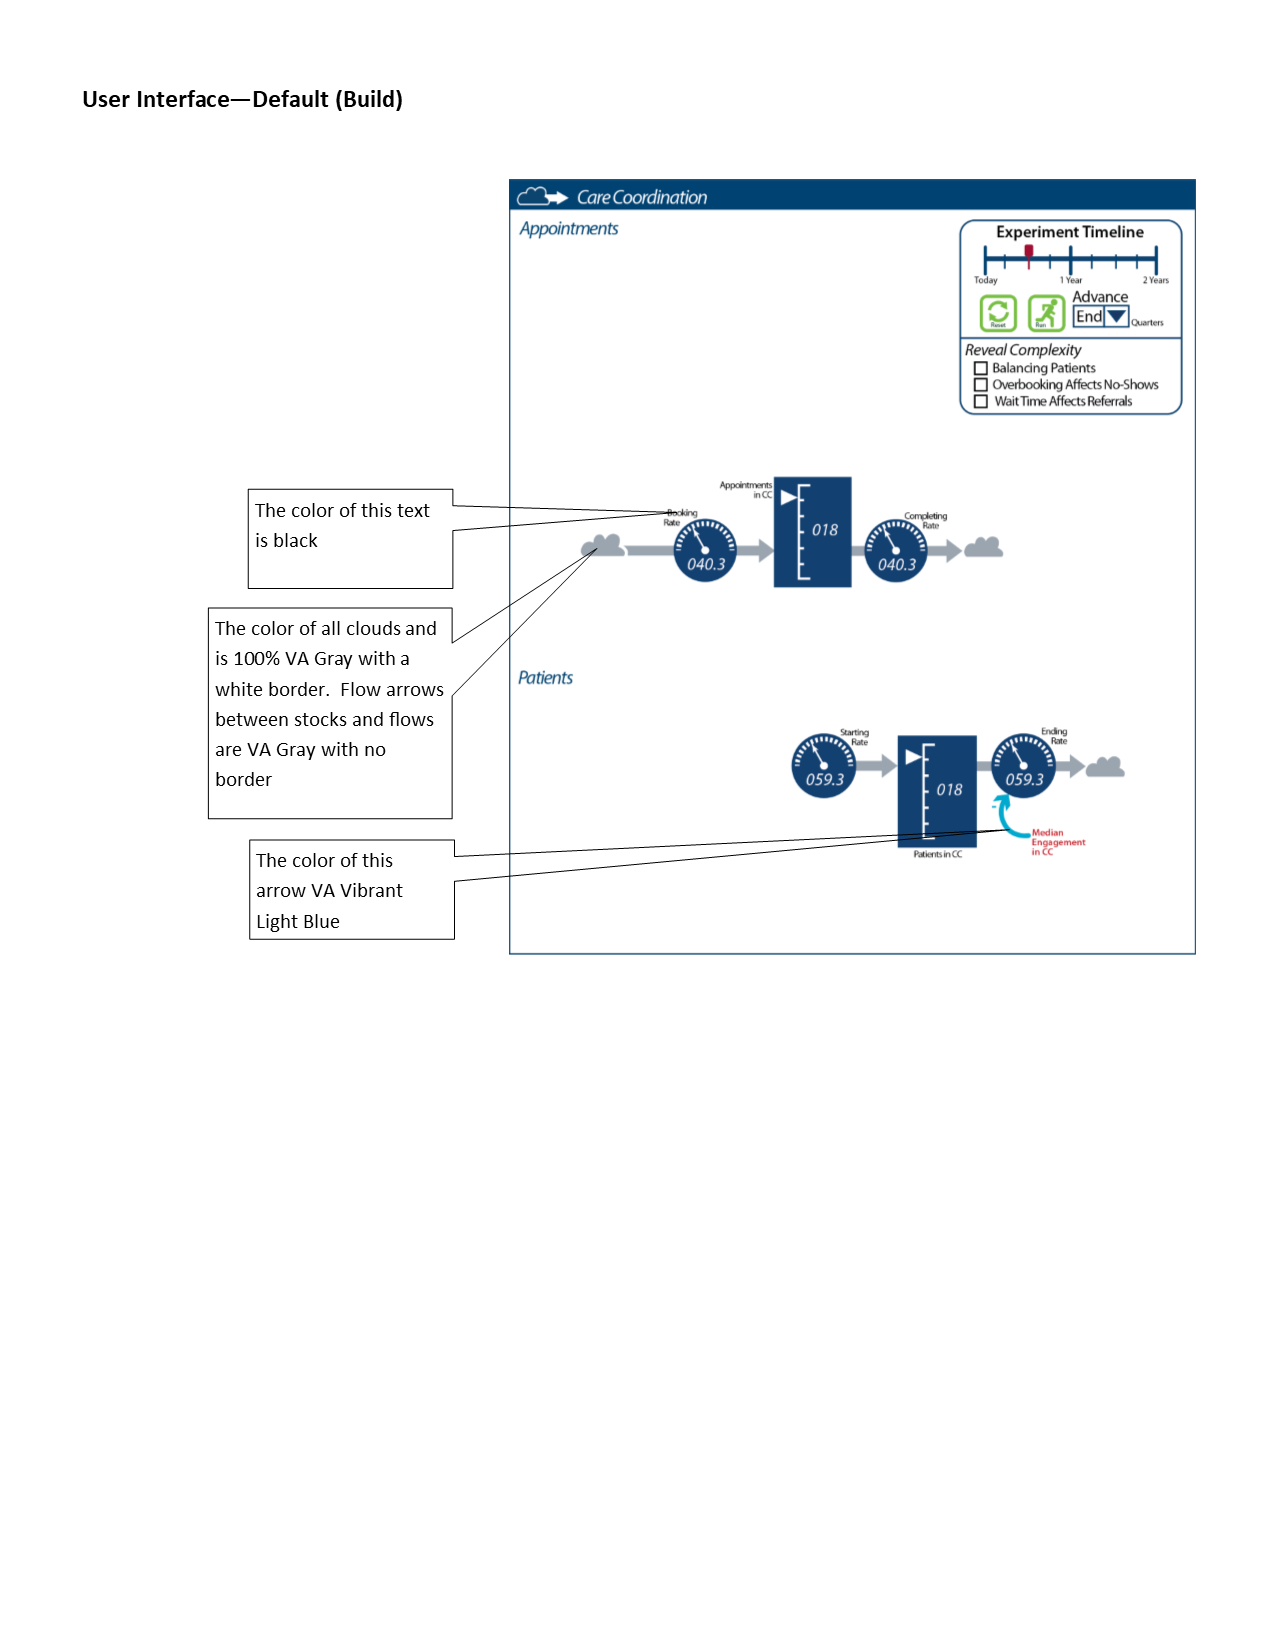 User Interface—Default (Build)
Care Coordination
Appointments
Experiment Timeline
Today 1 Year 2 Years
Advance
Reset Run End Quarters
Reveal Complexity
Balancing Patients
Overbooking Affects No-Shows
Wait Time Affects Referrals
The color of this text
is black
Appointments
in CC
Booking
Rate
040.3
018
Completing
Rate
040.3
The color of all clouds and
is 100% VA Gray with a
white border.  Flow arrows
between stocks and flows
are VA Gray with no
border
Patients
Starting
Rate
059.3
018
Patients in CC
Ending
Rate
059.3
-
Median
Engagement
in CC
The color of this
arrow VA Vibrant
Light Blue